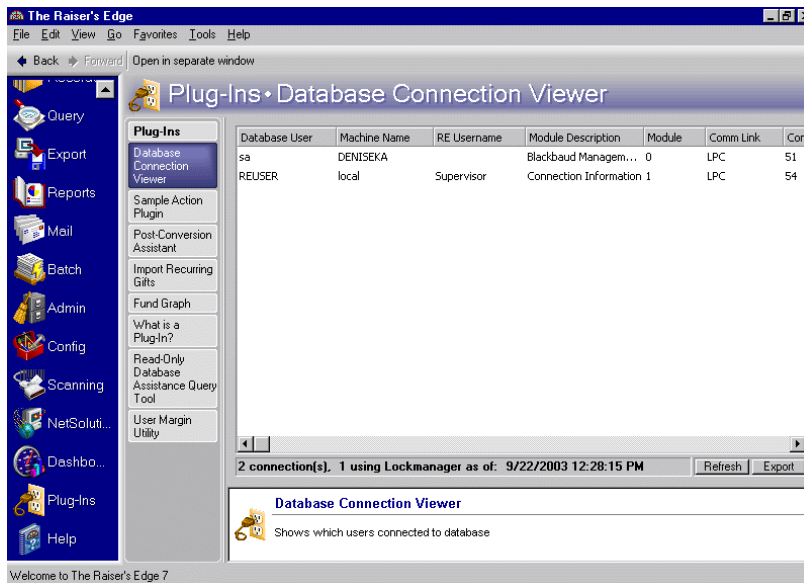 The Raiser's Edge
File Edit View Go Favorites Tools Help
Back Forward Open in separate window
Plug-Ins • Database Connection Viewer
Query
Export
Reports
Mail
Batch
Admin
Config
Scanning
NetSoluti...
Dashbo...
Plug-Ins
Help
Plug-Ins
Database
Connection
Viewer
Sample Action
Plugin
Post-Conversion
Assistant
Import Recurring
Gifts
Fund Graph
What is a
Plug-In?
Read-Only
Database
Assistance Query
Tool
User Margin
Utility
Database User Machine Name RE Username Module Description Module Comm Link
sa DENISEKA Blackbaud Managem... 0 LPC 51
REUSER local Supervisor Connection Information 1 LPC 54
2 connection(s), 1 using Lockmanager as of: 9/22/2003 12:28:15 PM Refresh Export
Database Connection Viewer
Shows which users connected to database
Welcome to The Raiser's Edge 7